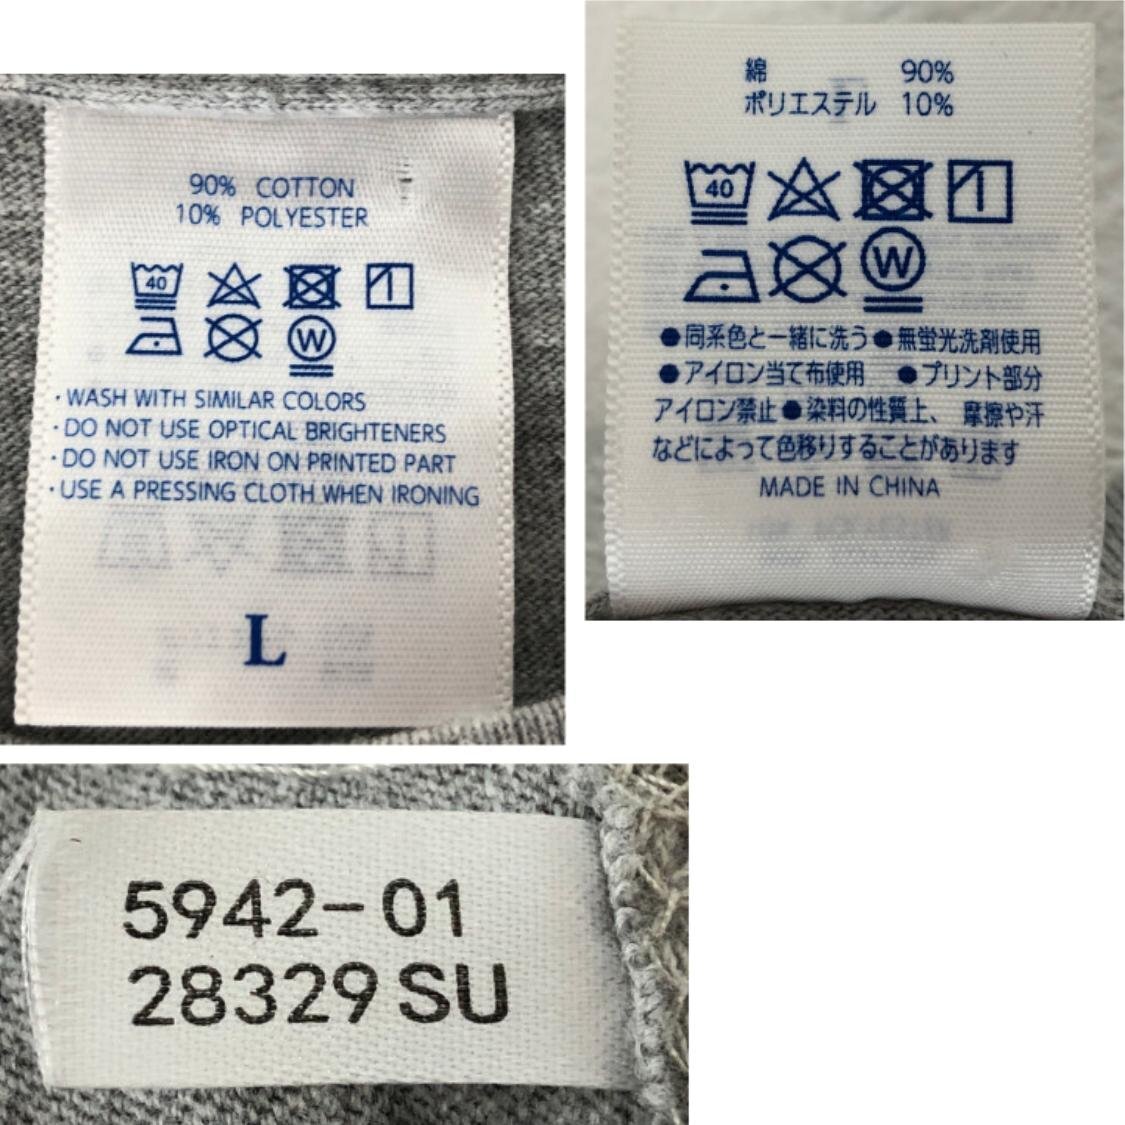 90% COTTON
10% POLYESTER
40
W
・WASH WITH SIMILAR COLORS
・DO NOT USE OPTICAL BRIGHTENERS
・DO NOT USE IRON ON PRINTED PART
・USE A PRESSING CLOTH WHEN IRONING
L
綿 90%
ポリエステル 10%
40
W
●同系色と一緒に洗う●無蛍光洗剤使用
●アイロン当て布使用 ●プリント部分
アイロン禁止●染料の性質上、摩擦や汗
などによって色移りすることがあります
MADE IN CHINA
5942-01
28329 SU